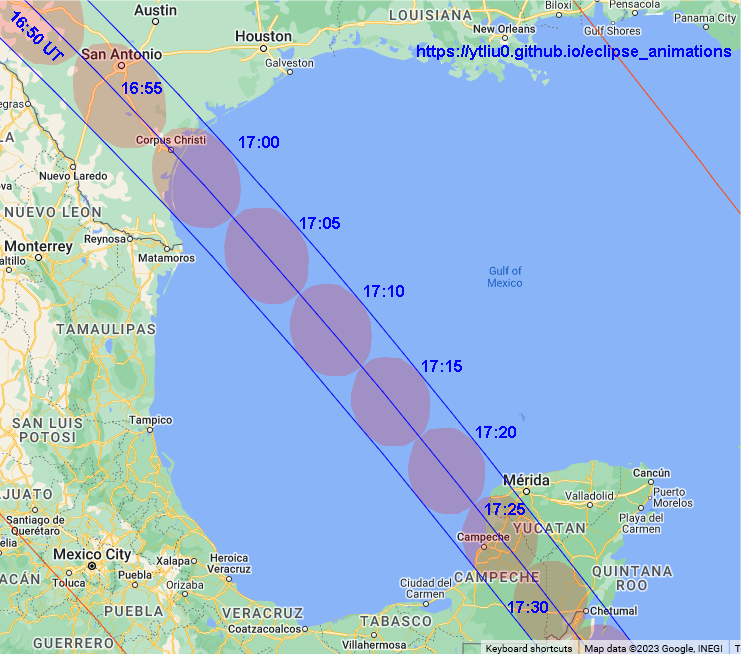 Austin
Biloxi
Pensacola
LOUISIANA
Panama City
New Orleans
Gulf Shores
16:50 UT
Houston
https://ytliu0.github.io/eclipse_animations
San Antonio
Galveston
16:55
egras
LA
Corpus Christi
17:00
Nuevo Laredo
va
NUEVO LEON
17:05
Reynosa
Monterrey
altillo
Matamoros
Gulf of
Mexico
17:10
TAMAULIPAS
17:15
SAN LUIS
POTOSI
Tampico
17:20
Mérida
Cancún
JUATO
Valladolid
Puerto
Morelos
17:25
Santiago de
Querétaro
YUCATAN
Playa del
Carmen
elia
Campeche
Mexico City
Xalapa
Heroica
Veracruz
ACÁN
Toluca
Puebla
Orizaba
Ciudad del
Carmen
CAMPECHE
QUINTANA
ROO
PUEBLA
VERACRUZ
17:30
Chetumal
Coatzacoalcos
TABASCO
GUERRERO
Villahermosa
Keyboard shortcuts
Map data ©2023 Google, INEGI
T